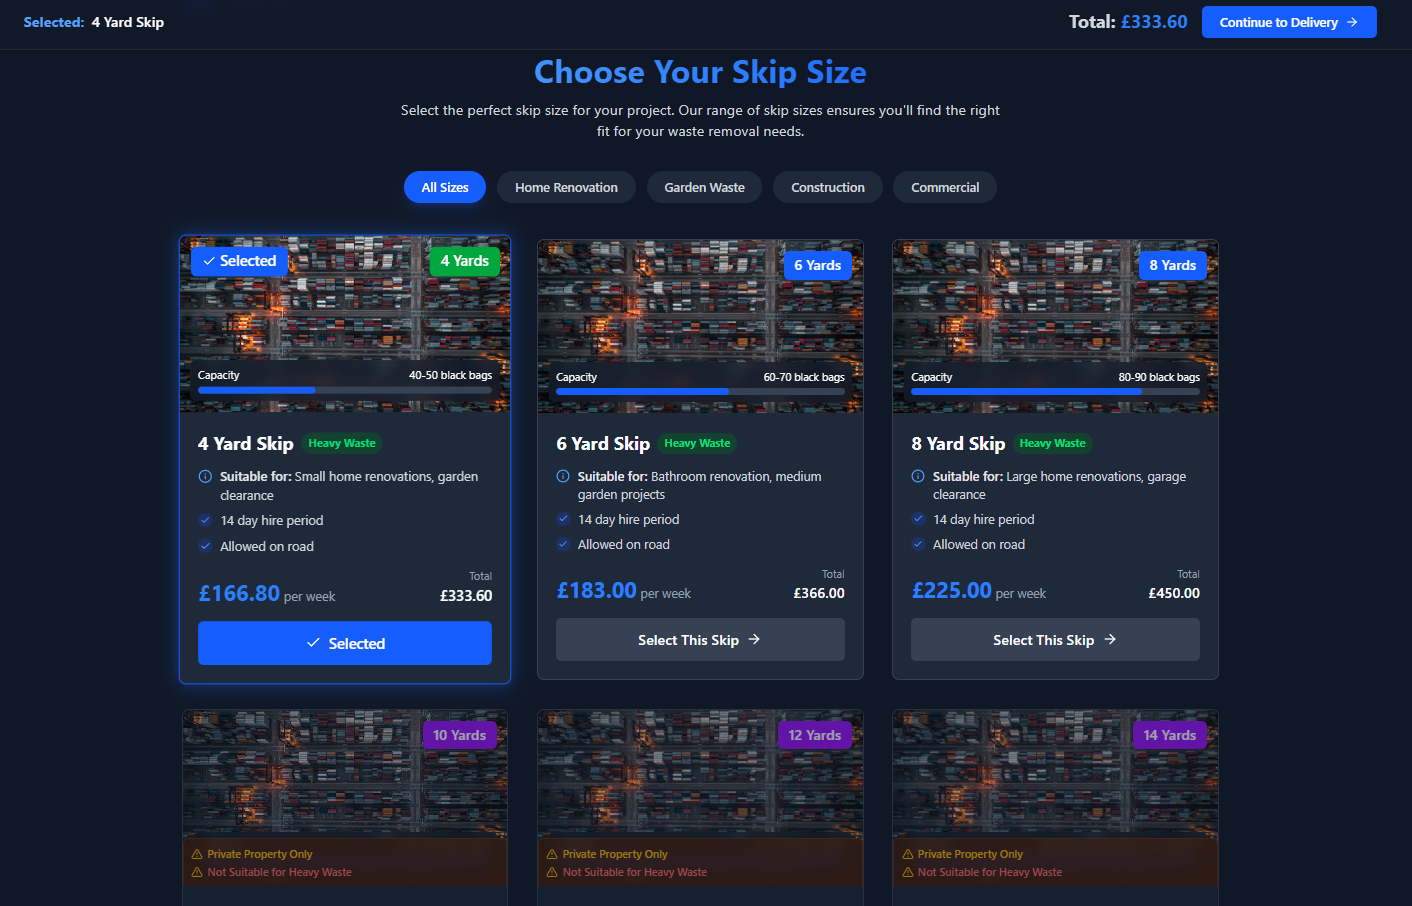 Selected: 4 Yard Skip
Total: £333.60
Continue to Delivery →
Choose Your Skip Size
Select the perfect skip size for your project. Our range of skip sizes ensures you'll find the right
fit for your waste removal needs.
All Sizes
Home Renovation
Garden Waste
Construction
Commercial
✓ Selected
4 Yards
Capacity
40-50 black bags
4 Yard Skip
Heavy Waste
Suitable for: Small home renovations, garden
clearance
14 day hire period
Allowed on road
Total
£166.80 per week
£333.60
✓ Selected
6 Yards
Capacity
60-70 black bags
6 Yard Skip
Heavy Waste
Suitable for: Bathroom renovation, medium
garden projects
14 day hire period
Allowed on road
Total
£183.00 per week
£366.00
Select This Skip →
8 Yards
Capacity
80-90 black bags
8 Yard Skip
Heavy Waste
Suitable for: Large home renovations, garage
clearance
14 day hire period
Allowed on road
Total
£225.00 per week
£450.00
Select This Skip →
10 Yards
Private Property Only
Not Suitable for Heavy Waste
12 Yards
Private Property Only
Not Suitable for Heavy Waste
14 Yards
Private Property Only
Not Suitable for Heavy Waste